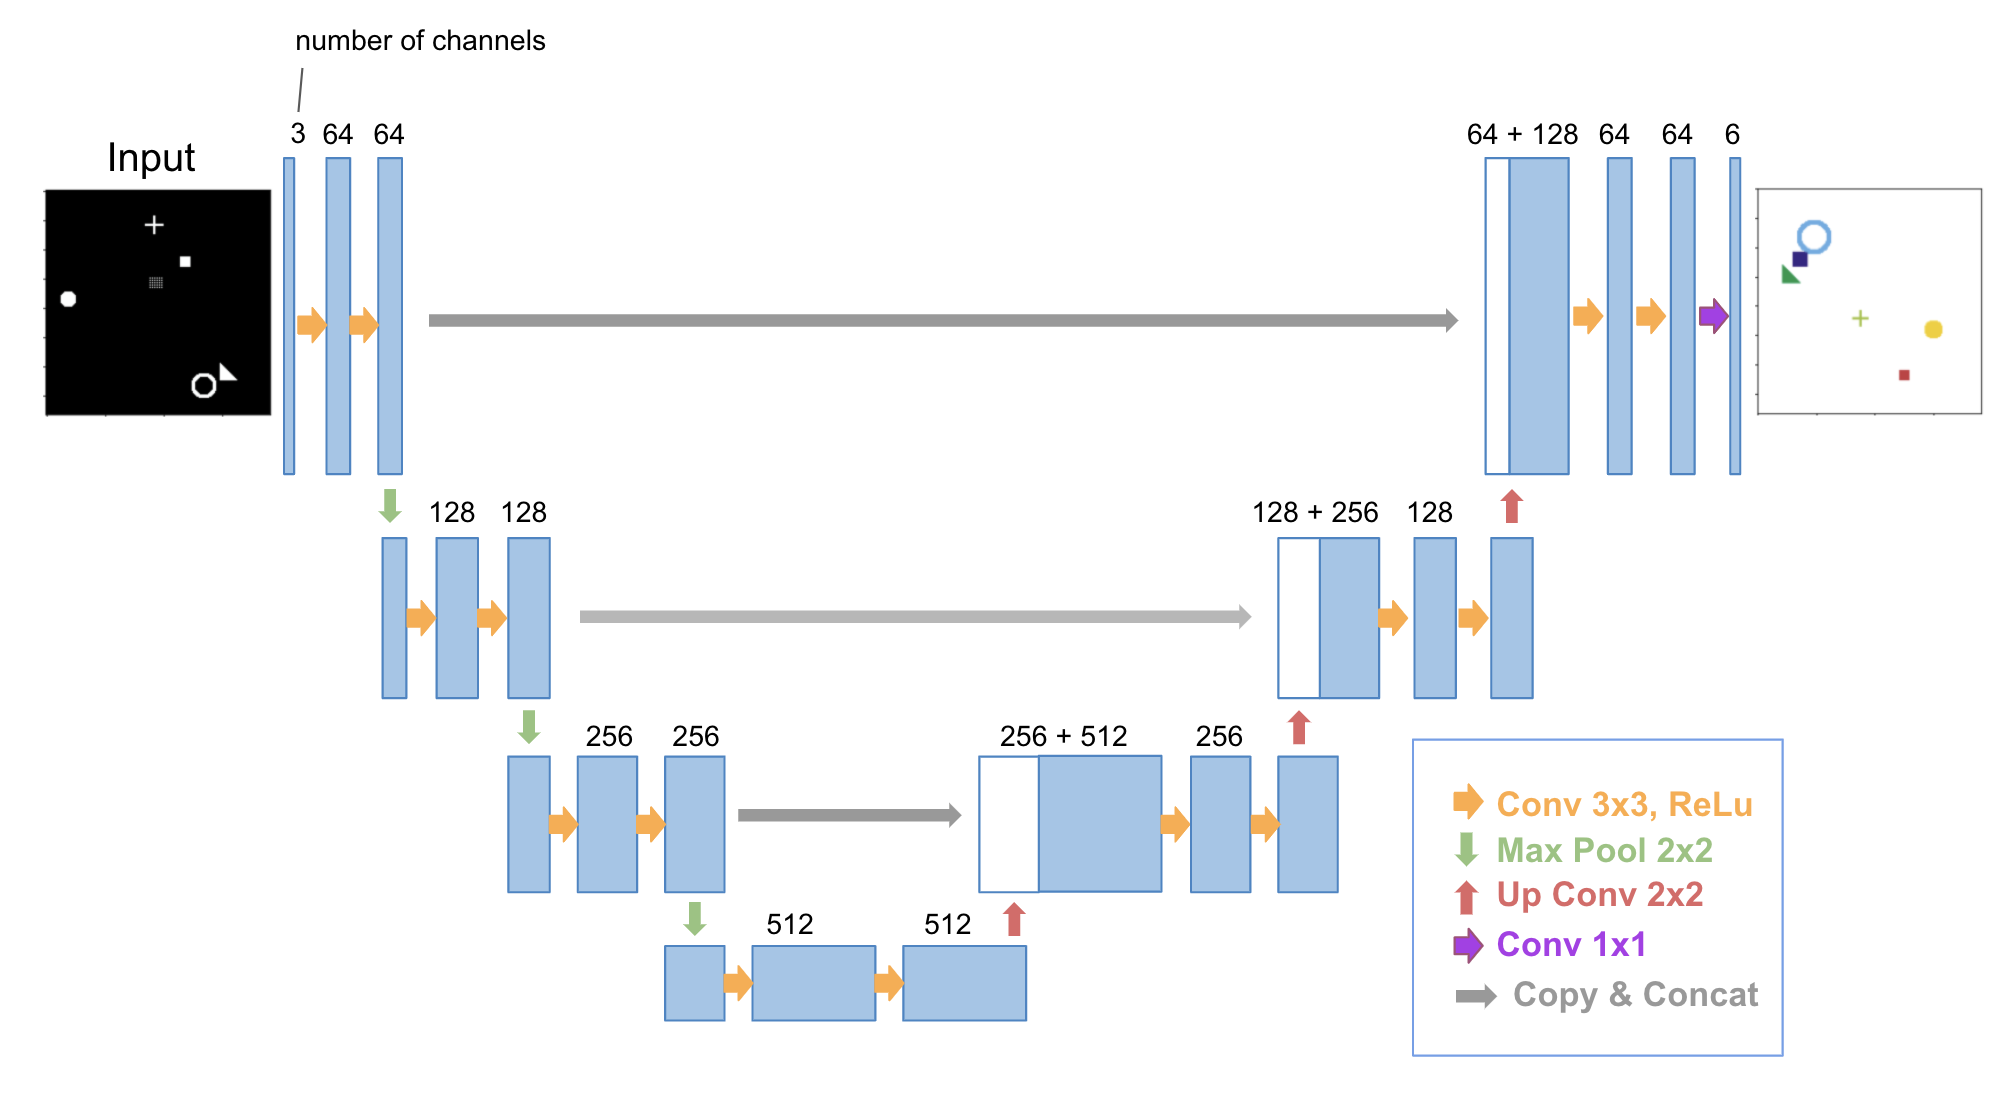 number of channels
3 64 64
64 + 128 64 64 6
Input
128 128
128 + 256 128
256 256
256 + 512 256
512 512
Conv 3x3, ReLu
Max Pool 2x2
Up Conv 2x2
Conv 1x1
Copy & Concat